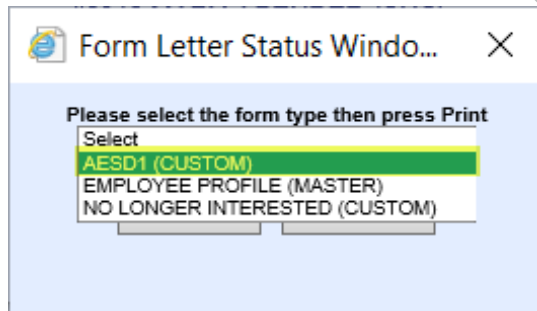 Form Letter Status Windo...
Please select the form type then press Print
Select
AESD1 (CUSTOM)
EMPLOYEE PROFILE (MASTER)
NO LONGER INTERESTED (CUSTOM)